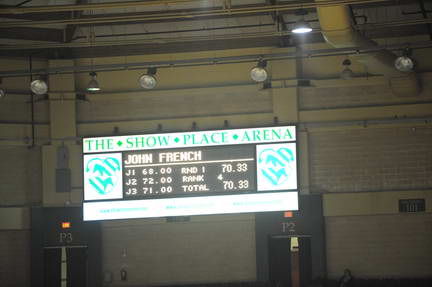 THE ◆ SHOW ◆ PLACE ◆ ARENA
JOHN FRENCH
J1 68.00 RND 1 70.33
J2 72.00 RANK 4
J3 71.00 TOTAL 70.33
P3
P2
101